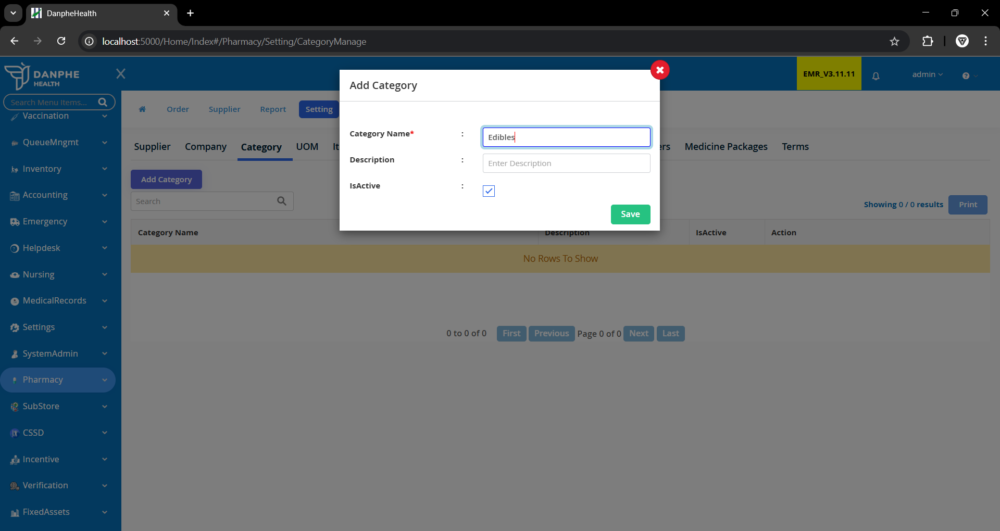 DanpheHealth
localhost:5000/Home/Index#/Pharmacy/Setting/CategoryManage
DANPHE
HEALTH
EMR_V3.11.11
admin
Search Menu Items...
Vaccination
QueueMngmt
Inventory
Accounting
Emergency
Helpdesk
Nursing
MedicalRecords
Settings
SystemAdmin
Pharmacy
SubStore
CSSD
Incentive
Verification
FixedAssets
Order Supplier Report Setting
Supplier Company Category UOM It ers Medicine Packages Terms
Add Category
Search
Showing 0 / 0 results
Print
Category Name Description IsActive Action
No Rows To Show
0 to 0 of 0 First Previous Page 0 of 0 Next Last
Add Category
Category Name* : Edibles
Description : Enter Description
IsActive :
Save